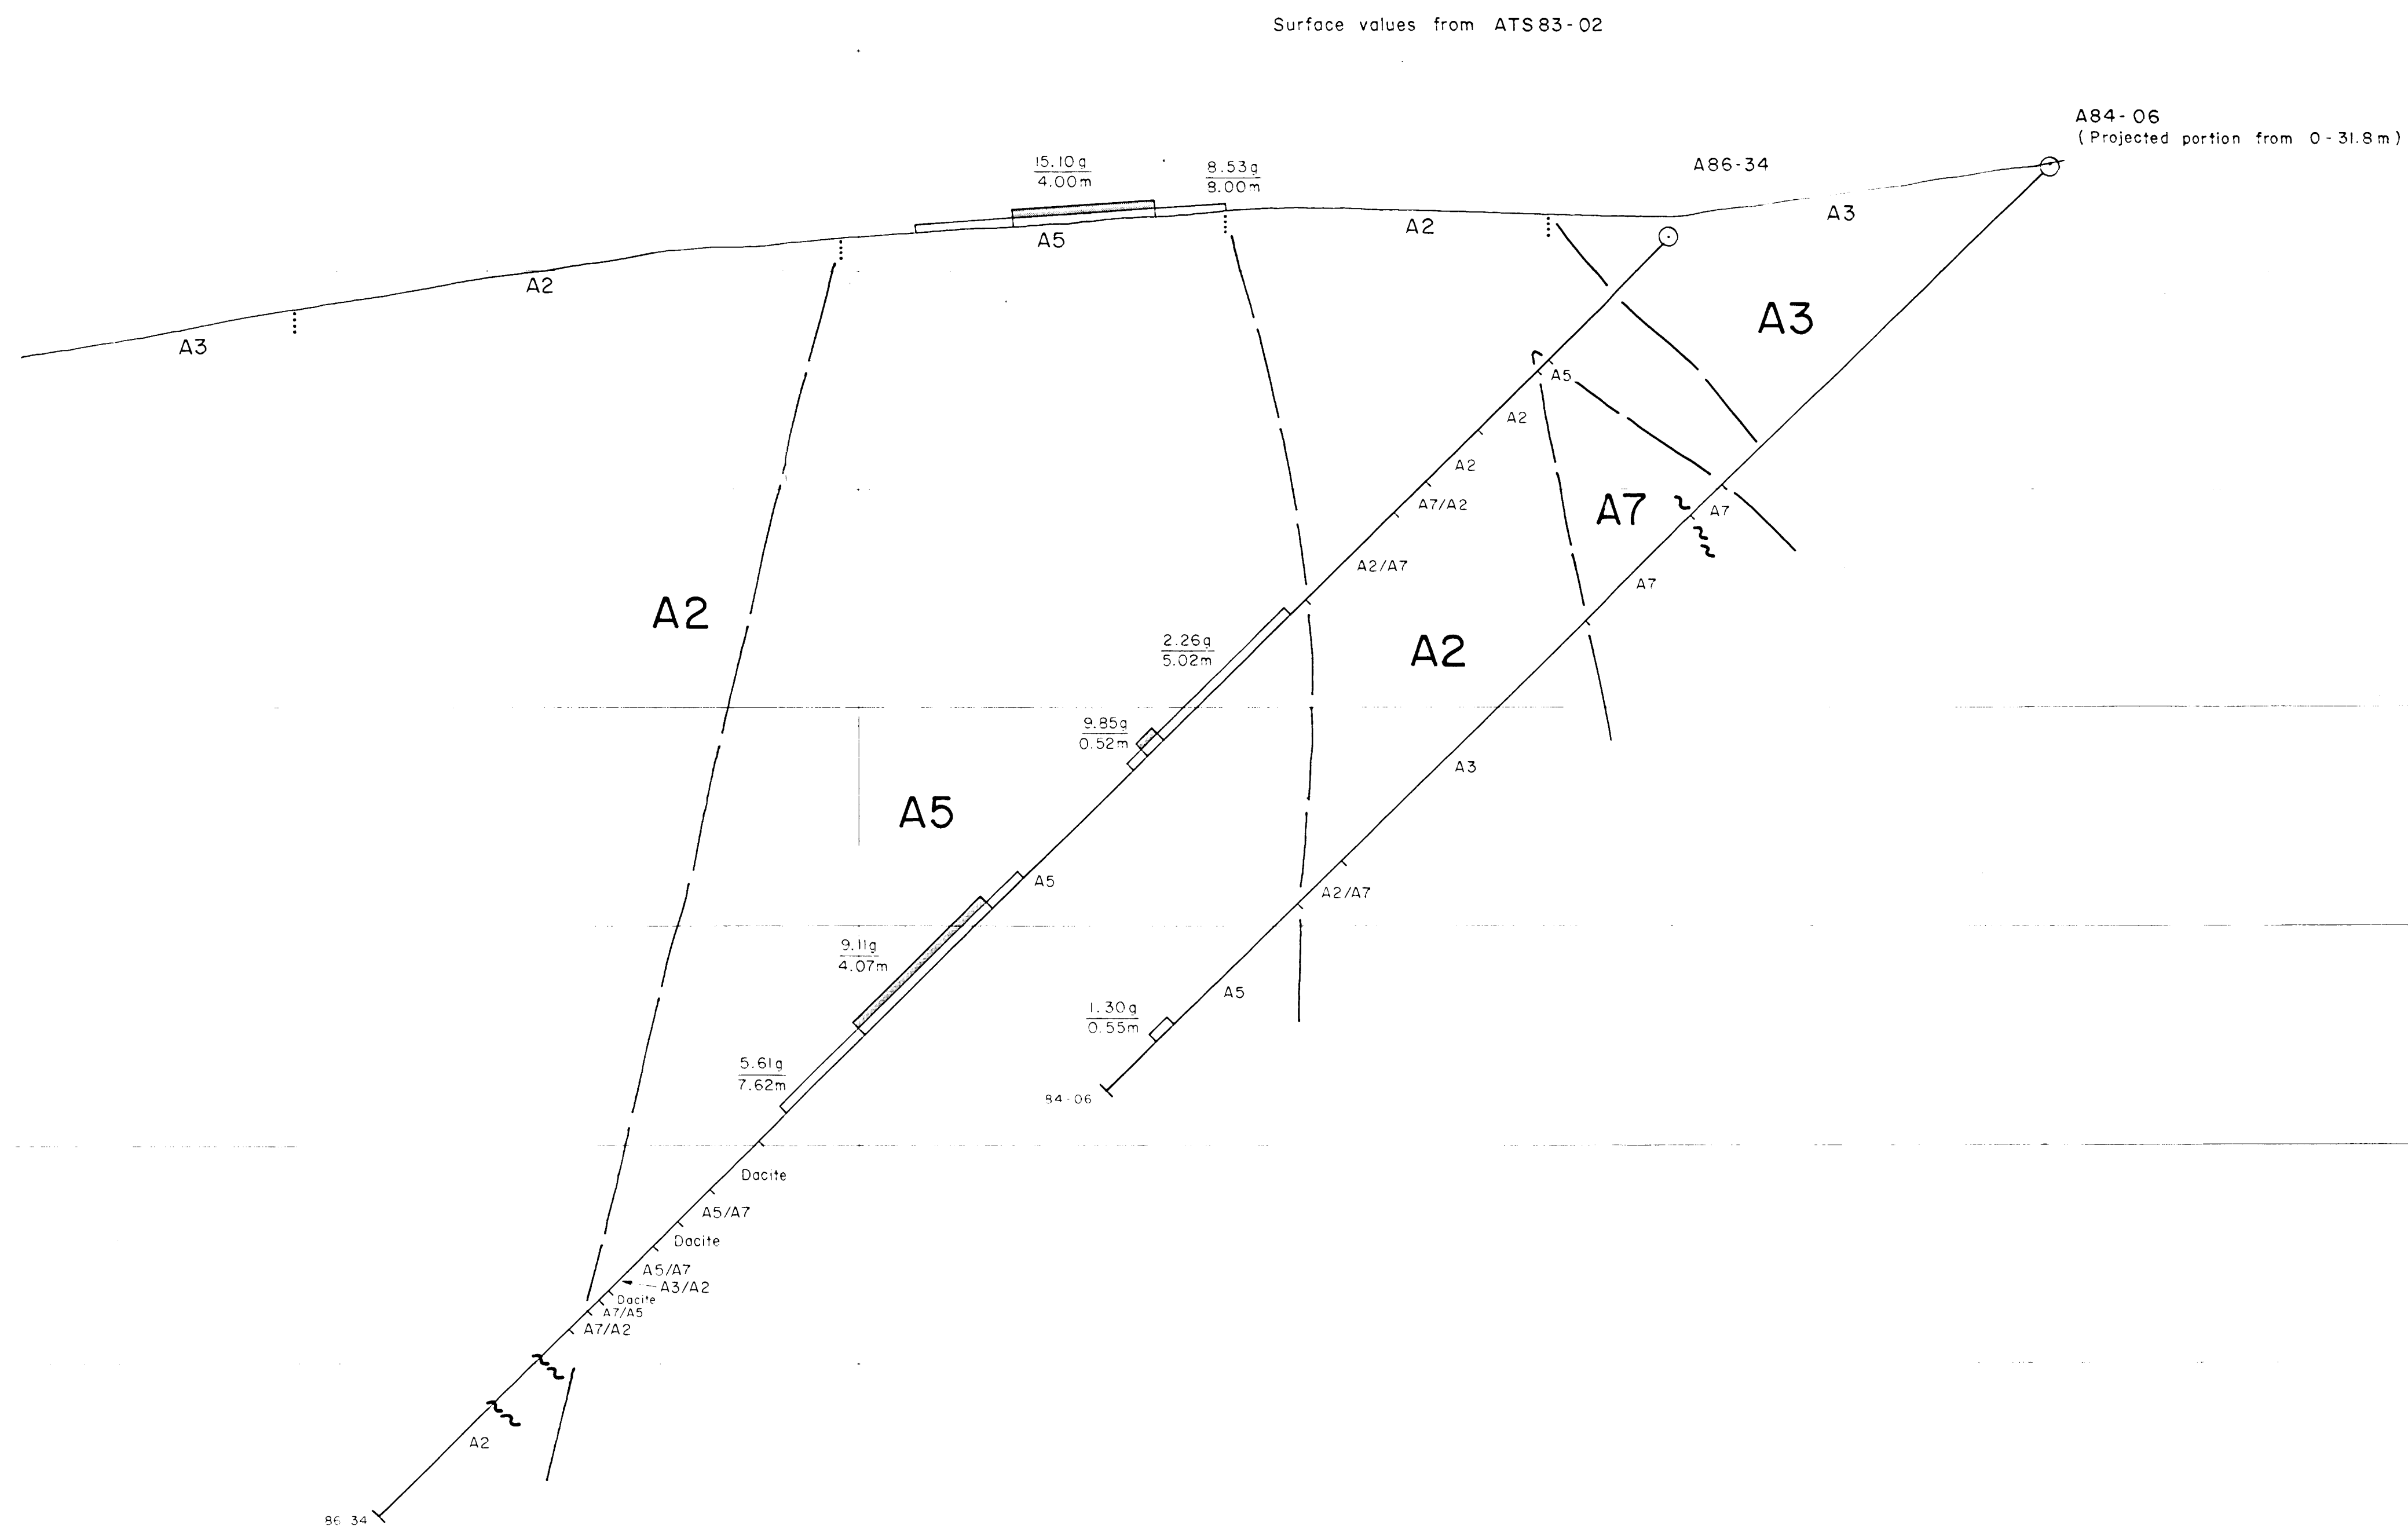 Surface values from ATS83-02
A84-06
(Projected portion from 0-31.8m)
15.10g
4.00m
8.53g
8.00m
A86-34
A3
A2
A5
A2
A3
A3
A5
A2
A2
A7/A2
A7
A7
A2/A7
A7
A2
A2
2.26g
5.02m
9.85g
0.52m
A3
A5
A5
A2/A7
9.11g
4.07m
A5
1.30g
0.55m
5.61g
7.62m
84-06
Dacite
A5/A7
Dacite
A5/A7
A3/A2
Dacite
A7/A5
A7/A2
A2
86 34